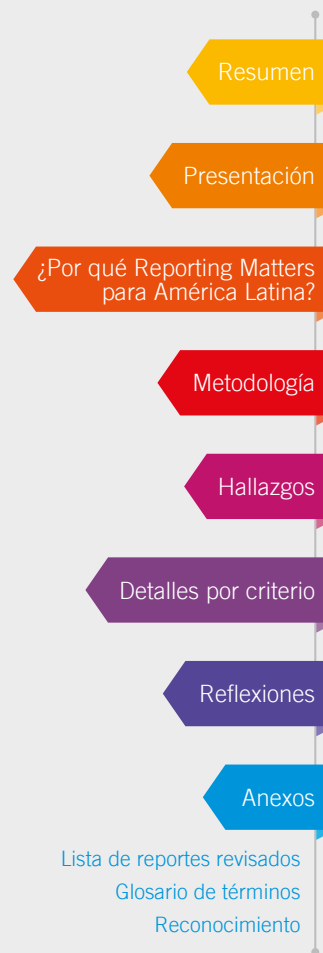 Resumen
Presentación
¿Por qué Reporting Matters
para América Latina?
Metodología
Hallazgos
Detalles por criterio
Reflexiones
Anexos
Lista de reportes revisados
Glosario de términos
Reconocimiento